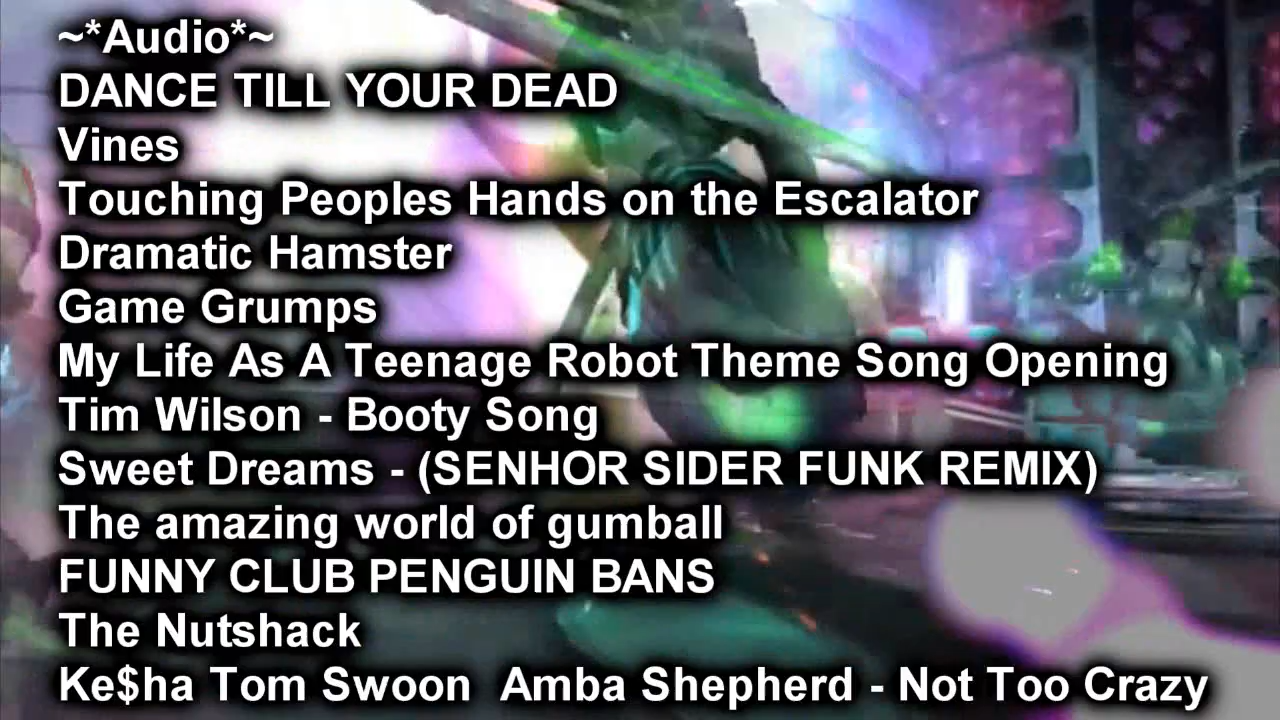 ~*Audio*~
DANCE TILL YOUR DEAD
Vines
Touching Peoples Hands on the Escalator
Dramatic Hamster
Game Grumps
My Life As A Teenage Robot Theme Song Opening
Tim Wilson - Booty Song
Sweet Dreams - (SENHOR SIDER FUNK REMIX)
The amazing world of gumball
FUNNY CLUB PENGUIN BANS
The Nutshack
Ke$ha Tom Swoon  Amba Shepherd - Not Too Crazy